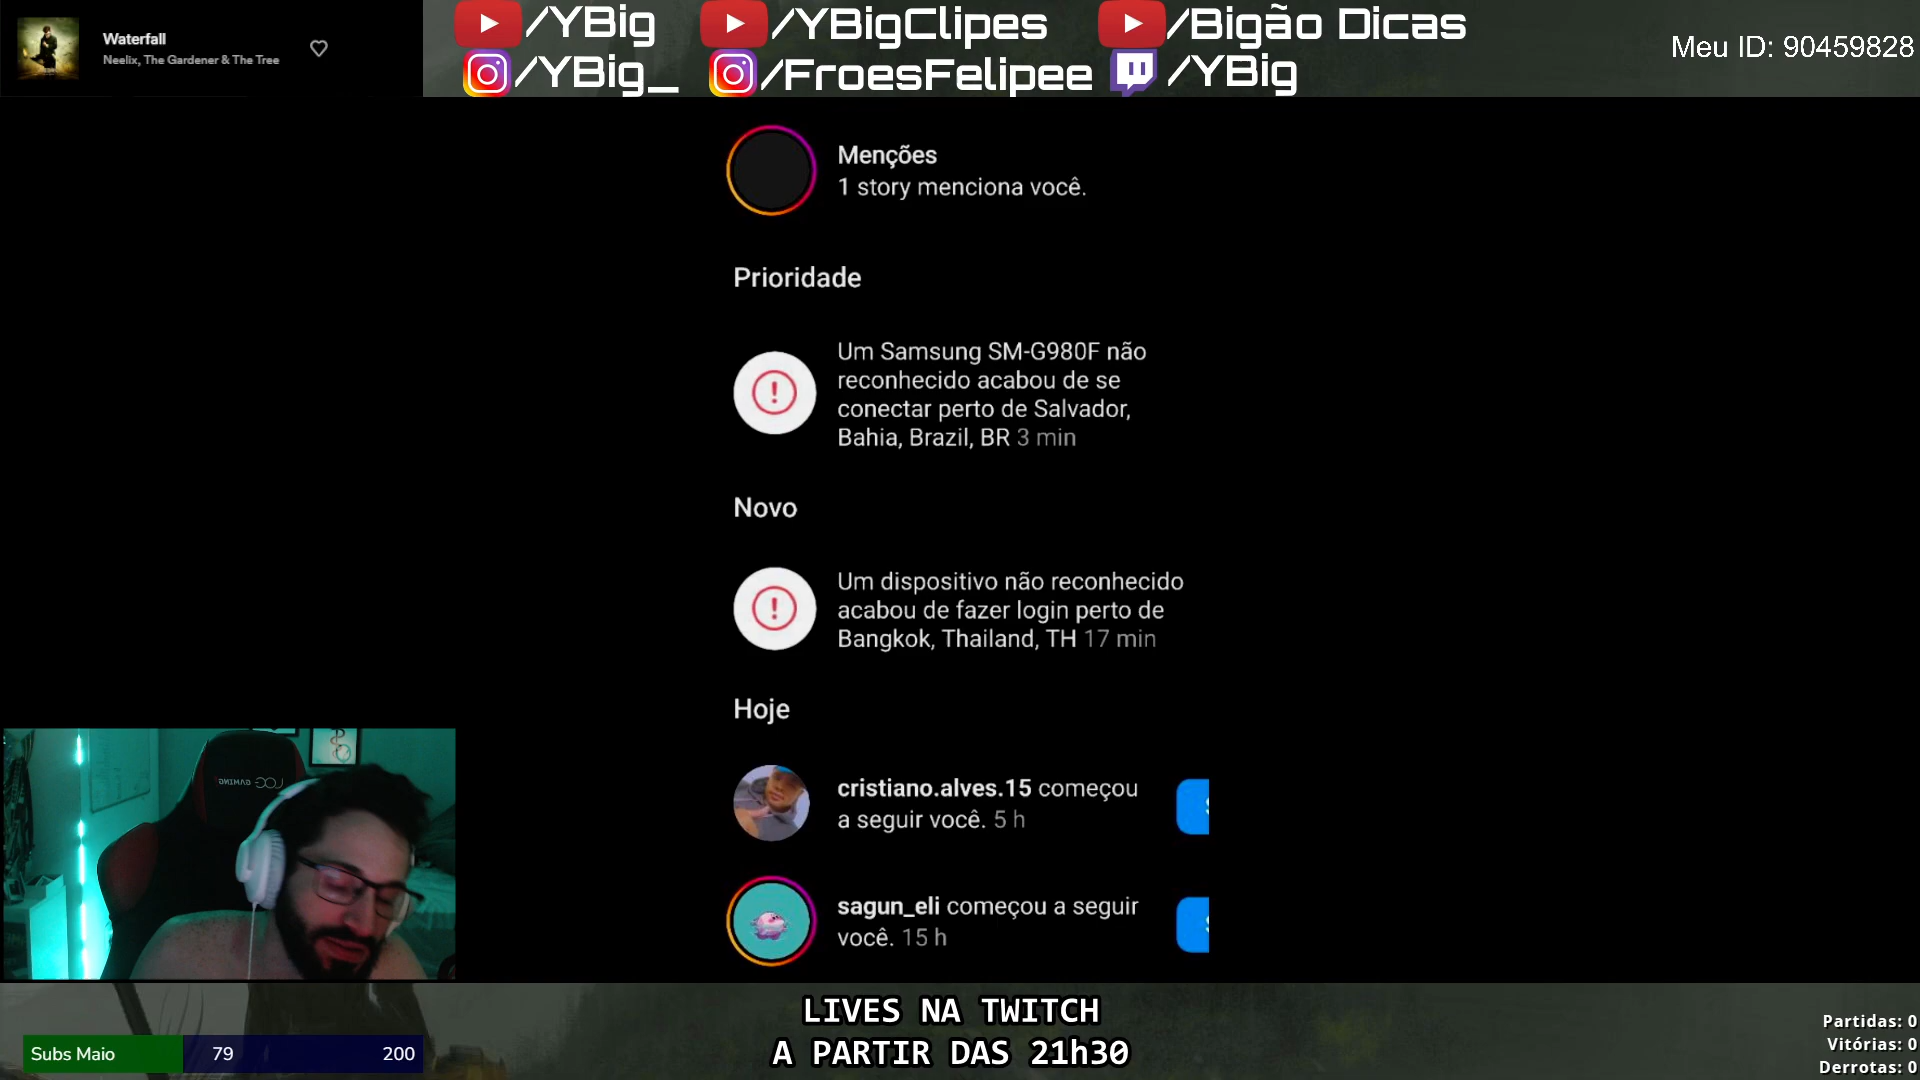 Waterfall
Neelix, The Gardener & The Tree
/YBig
/YBigClipes
/Bigão Dicas
/YBig_
/FroesFelipee
/YBig
Meu ID: 90459828
Menções
1 story menciona você.
Prioridade
Um Samsung SM-G980F não
reconhecido acabou de se
conectar perto de Salvador,
Bahia, Brazil, BR 3 min
Novo
Um dispositivo não reconhecido
acabou de fazer login perto de
Bangkok, Thailand, TH 17 min
Hoje
cristiano.alves.15 começou
a seguir você. 5 h
sagun_eli começou a seguir
você. 15 h
GAMING
LIVES NA TWITCH
A PARTIR DAS 21h30
Subs Maio 79 200
Partidas: 0
Vitórias: 0
Derrotas: 0